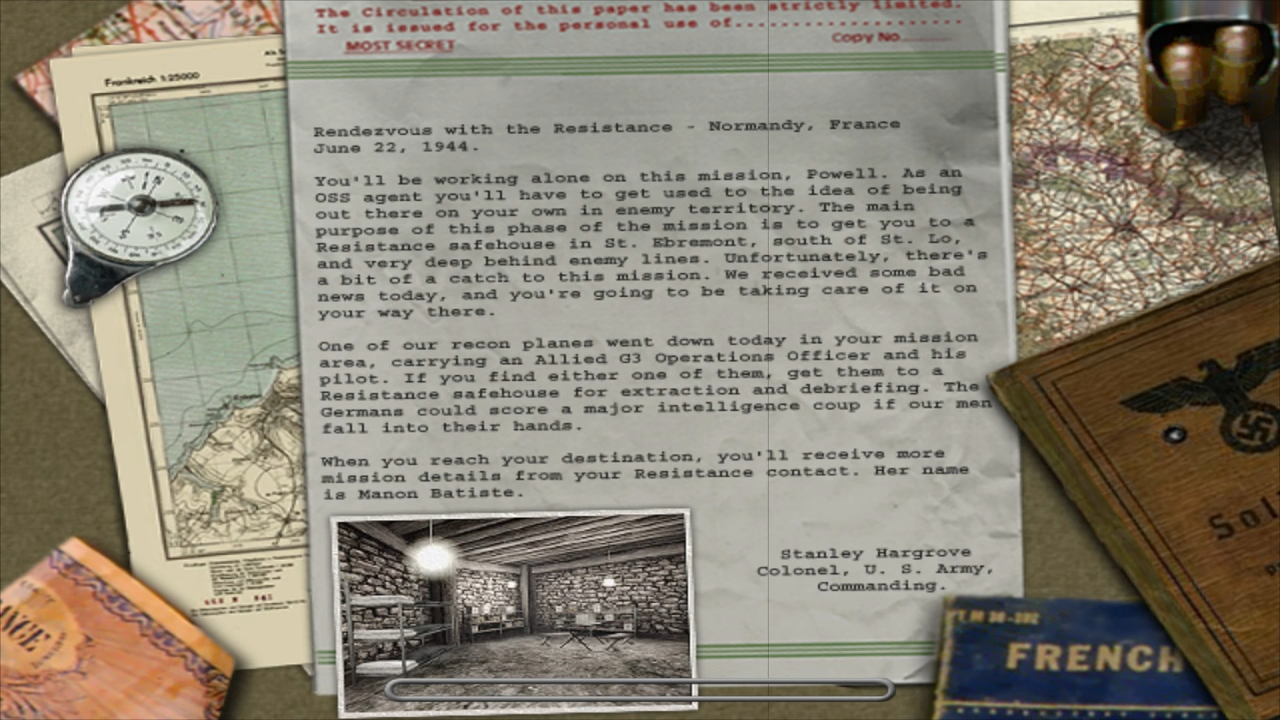 The Circulation of this paper has been strictly limited.
It is issued for the personal use of.....................
MOST SECRET
Copy No.
Frankreich 1:25000
Rendezvous with the Resistance - Normandy, France
June 22, 1944.
You'll be working alone on this mission, Powell. As an
OSS agent you'll have to get used to the idea of being
out there on your own in enemy territory. The main
purpose of this phase of the mission is to get you to a
Resistance safehouse in St. Ebremont, south of St. Lo,
and very deep behind enemy lines. Unfortunately, there's
a bit of a catch to this mission. We received some bad
news today, and you're going to be taking care of it on
your way there.
One of our recon planes went down today in your mission
area, carrying an Allied G3 Operations Officer and his
pilot. If you find either one of them, get them to a
Resistance safehouse for extraction and debriefing. The
Germans could score a major intelligence coup if our men
fall into their hands.
When you reach your destination, you'll receive more
mission details from your Resistance contact. Her name
is Manon Batiste.
Stanley Hargrove
Colonel, U. S. Army,
Commanding.
FRENCH
Sol